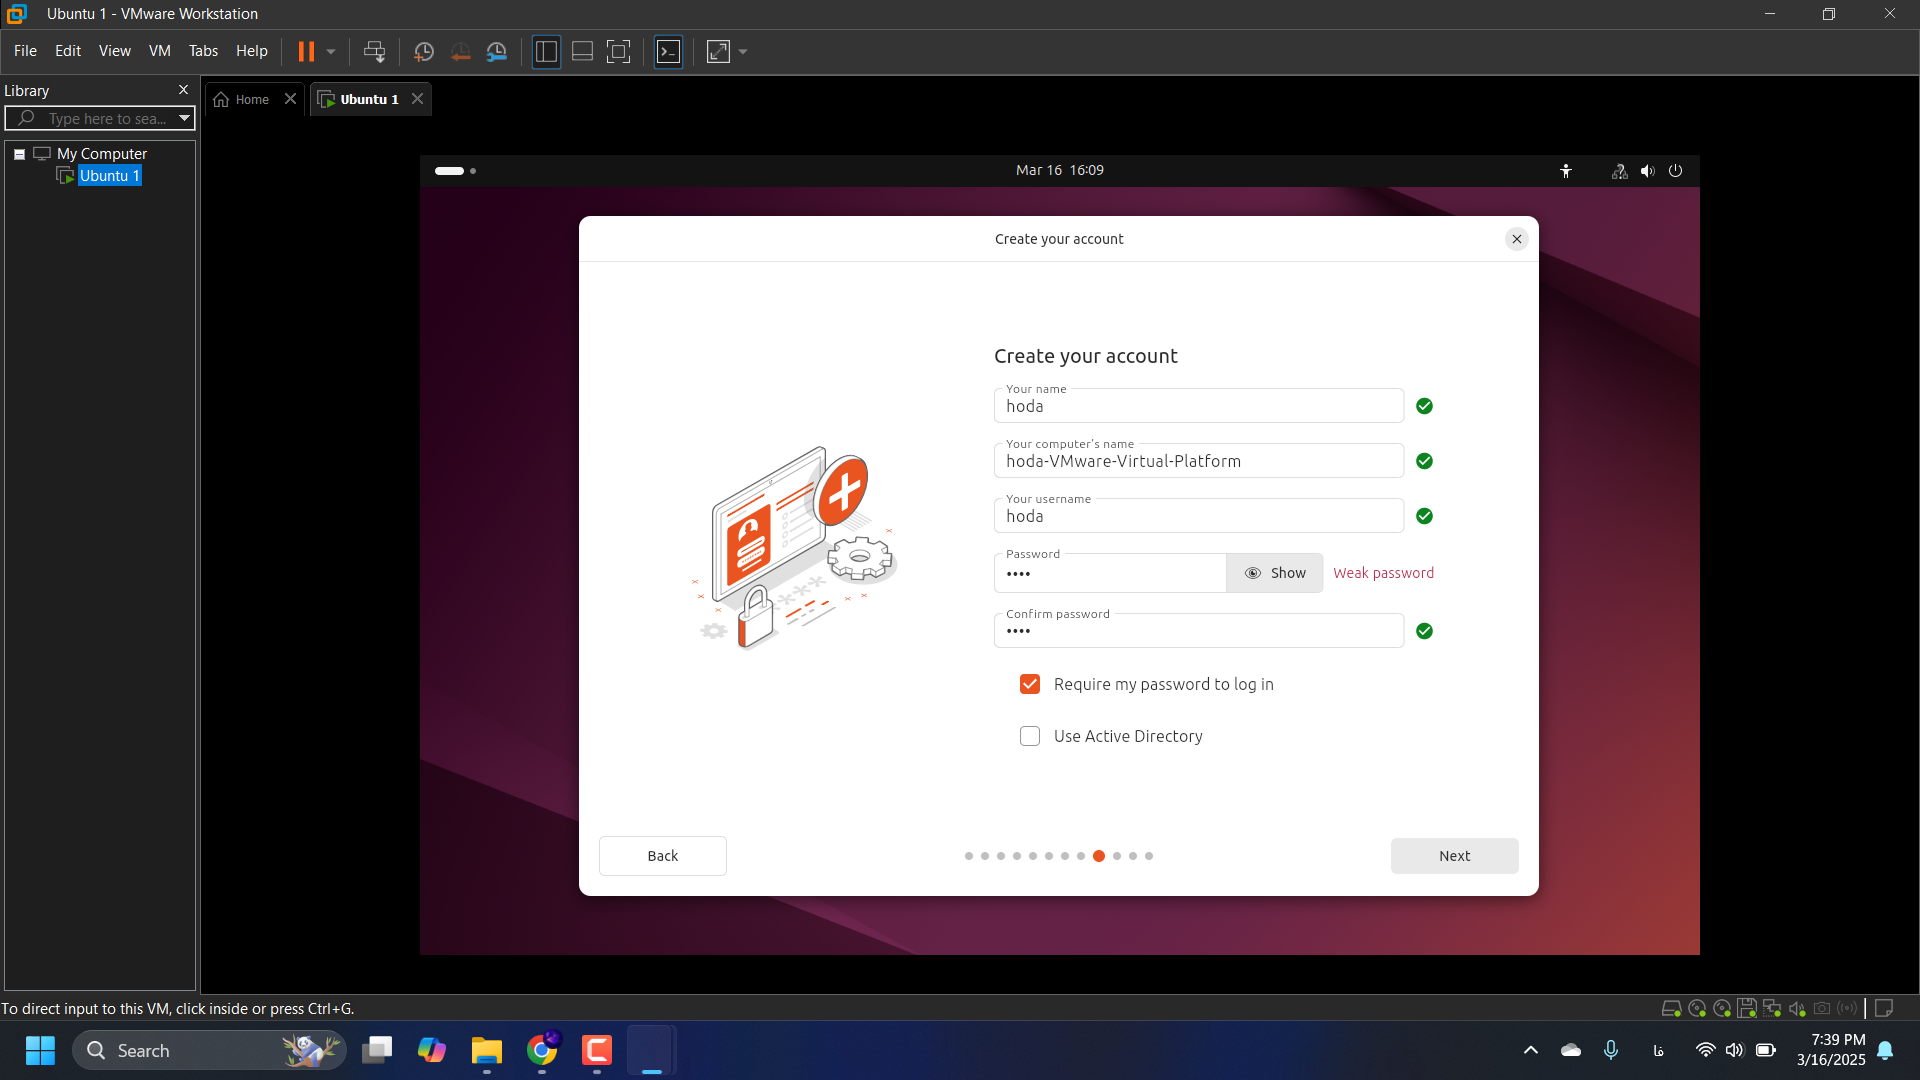 Ubuntu 1 - VMware Workstation
File Edit View VM Tabs Help
Library
Type here to sea...
My Computer
Ubuntu 1
Home
Ubuntu 1
Mar 16 16:09
Create your account
Create your account
Your name
hoda
Your computer's name
hoda-VMware-Virtual-Platform
Your username
hoda
Password
••••
Show
Weak password
Confirm password
••••
Require my password to log in
Use Active Directory
Back
Next
To direct input to this VM, click inside or press Ctrl+G.
Search
فا
7:39 PM
3/16/2025